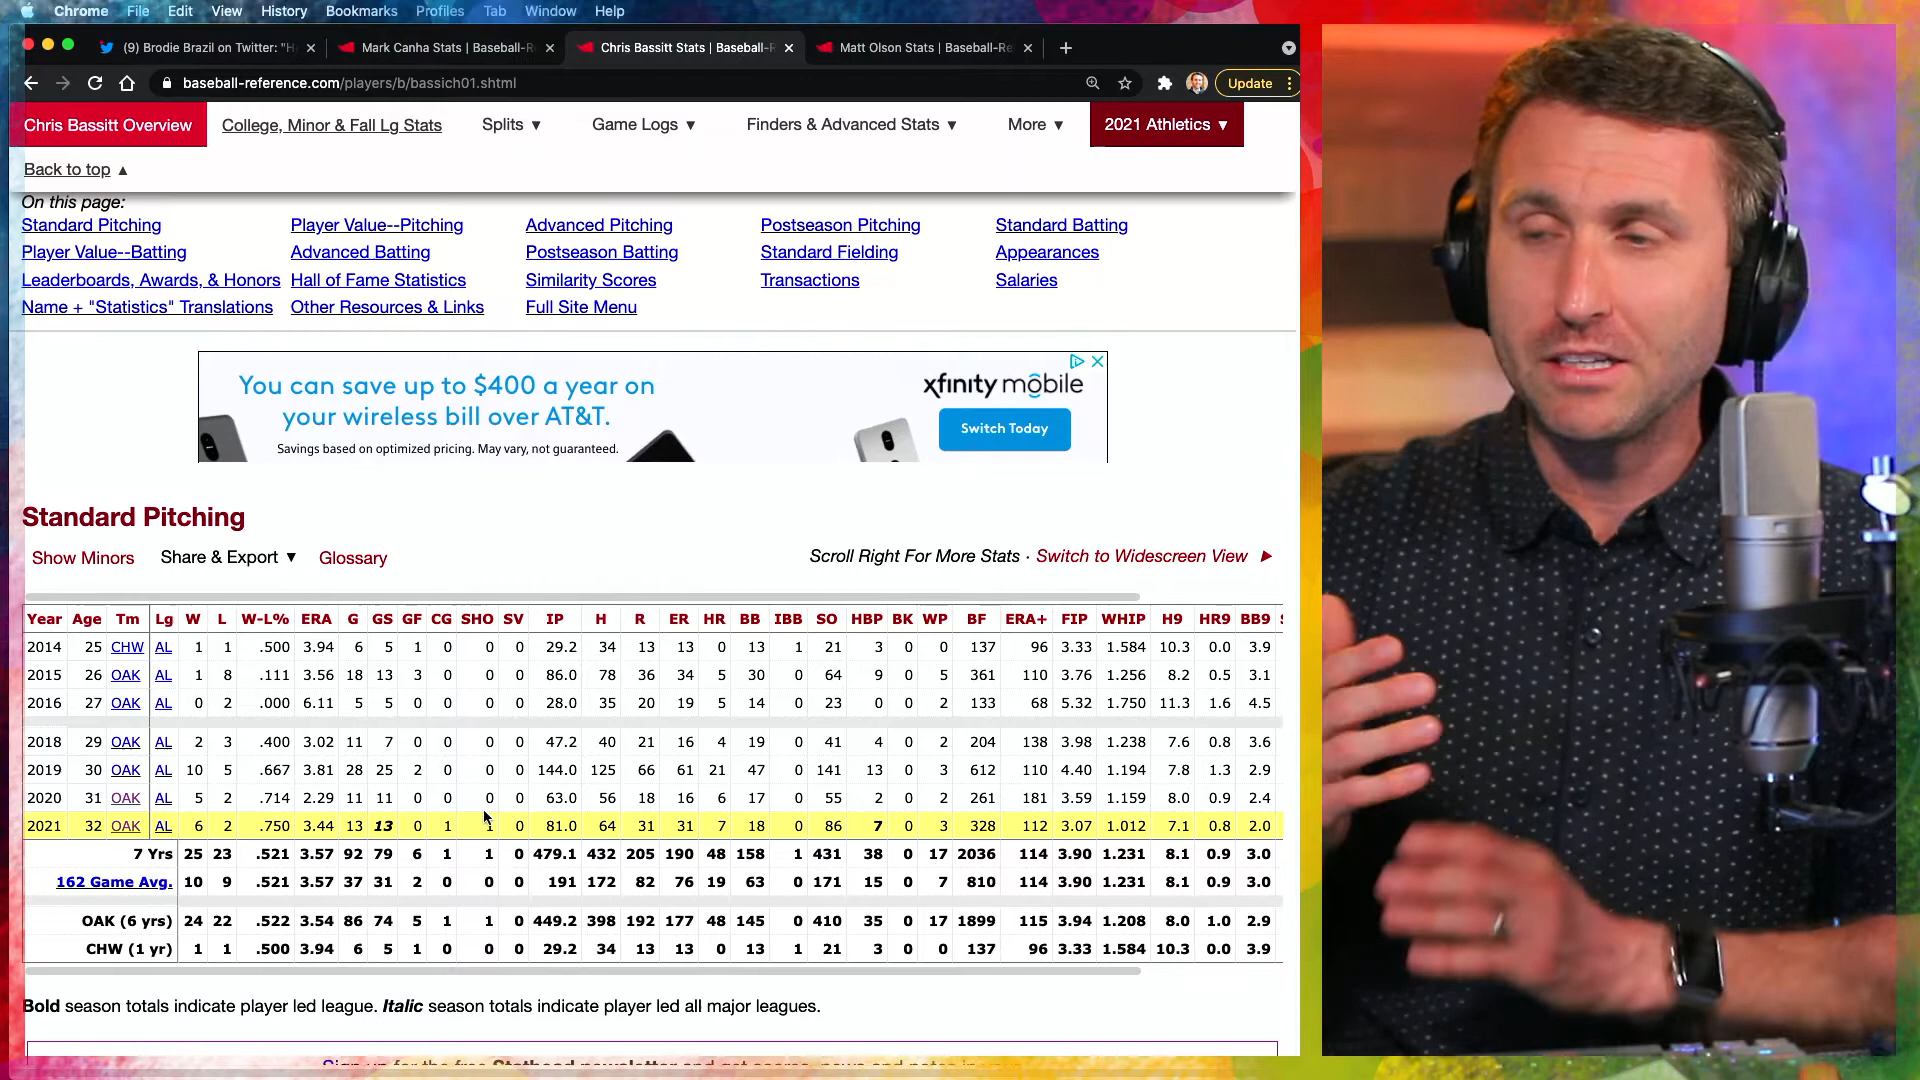 Chrome File Edit View History Bookmarks Profiles Tab Window Help
(9) Brodie Brazil on Twitter: "H
Mark Canha Stats | Baseball-R
Chris Bassitt Stats | Baseball-R
Matt Olson Stats | Baseball-Re
baseball-reference.com/players/b/bassich01.shtml
Update
Chris Bassitt Overview College, Minor & Fall Lg Stats Splits ▼ Game Logs ▼ Finders & Advanced Stats ▼ More ▼ 2021 Athletics ▼
Back to top ▲
On this page:
Standard Pitching Player Value--Pitching Advanced Pitching Postseason Pitching Standard Batting
Player Value--Batting Advanced Batting Postseason Batting Standard Fielding Appearances
Leaderboards, Awards, & Honors Hall of Fame Statistics Similarity Scores Transactions Salaries
Name + "Statistics" Translations Other Resources & Links Full Site Menu
You can save up to $400 a year on
your wireless bill over AT&T.
Savings based on optimized pricing. May vary, not guaranteed.
xfinity mobile
Switch Today
Standard Pitching
Show Minors Share & Export ▼ Glossary
Scroll Right For More Stats · Switch to Widescreen View ▶
Year Age Tm Lg W L W-L% ERA G GS GF CG SHO SV IP H R ER HR BB IBB SO HBP BK WP BF ERA+ FIP WHIP H9 HR9 BB9
2014 25 CHW AL 1 1 .500 3.94 6 5 1 0 0 0 29.2 34 13 13 0 13 1 21 3 0 0 137 96 3.33 1.584 10.3 0.0 3.9
2015 26 OAK AL 1 8 .111 3.56 18 13 3 0 0 0 86.0 78 36 34 5 30 0 64 9 0 5 361 110 3.76 1.256 8.2 0.5 3.1
2016 27 OAK AL 0 2 .000 6.11 5 5 0 0 0 0 28.0 35 20 19 5 14 0 23 0 0 2 133 68 5.32 1.750 11.3 1.6 4.5
2018 29 OAK AL 2 3 .400 3.02 11 7 0 0 0 0 47.2 40 21 16 4 19 0 41 4 0 2 204 138 3.98 1.238 7.6 0.8 3.6
2019 30 OAK AL 10 5 .667 3.81 28 25 2 0 0 0 144.0 125 66 61 21 47 0 141 13 0 3 612 110 4.40 1.194 7.8 1.3 2.9
2020 31 OAK AL 5 2 .714 2.29 11 11 0 0 0 0 63.0 56 18 16 6 17 0 55 2 0 2 261 181 3.59 1.159 8.0 0.9 2.4
2021 32 OAK AL 6 2 .750 3.44 13 13 0 1 1 0 81.0 64 31 31 7 18 0 86 7 0 3 328 112 3.07 1.012 7.1 0.8 2.0
7 Yrs 25 23 .521 3.57 92 79 6 1 1 0 479.1 432 205 190 48 158 1 431 38 0 17 2036 114 3.90 1.231 8.1 0.9 3.0
162 Game Avg. 10 9 .521 3.57 37 31 2 0 0 0 191 172 82 76 19 63 0 171 15 0 7 810 114 3.90 1.231 8.1 0.9 3.0
OAK (6 yrs) 24 22 .522 3.54 86 74 5 1 1 0 449.2 398 192 177 48 145 0 410 35 0 17 1899 115 3.94 1.208 8.0 1.0 2.9
CHW (1 yr) 1 1 .500 3.94 6 5 1 0 0 0 29.2 34 13 13 0 13 1 21 3 0 0 137 96 3.33 1.584 10.3 0.0 3.9
Bold season totals indicate player led league. Italic season totals indicate player led all major leagues.
Sign up for the free Stathead newsletter and get scores, news and notes in